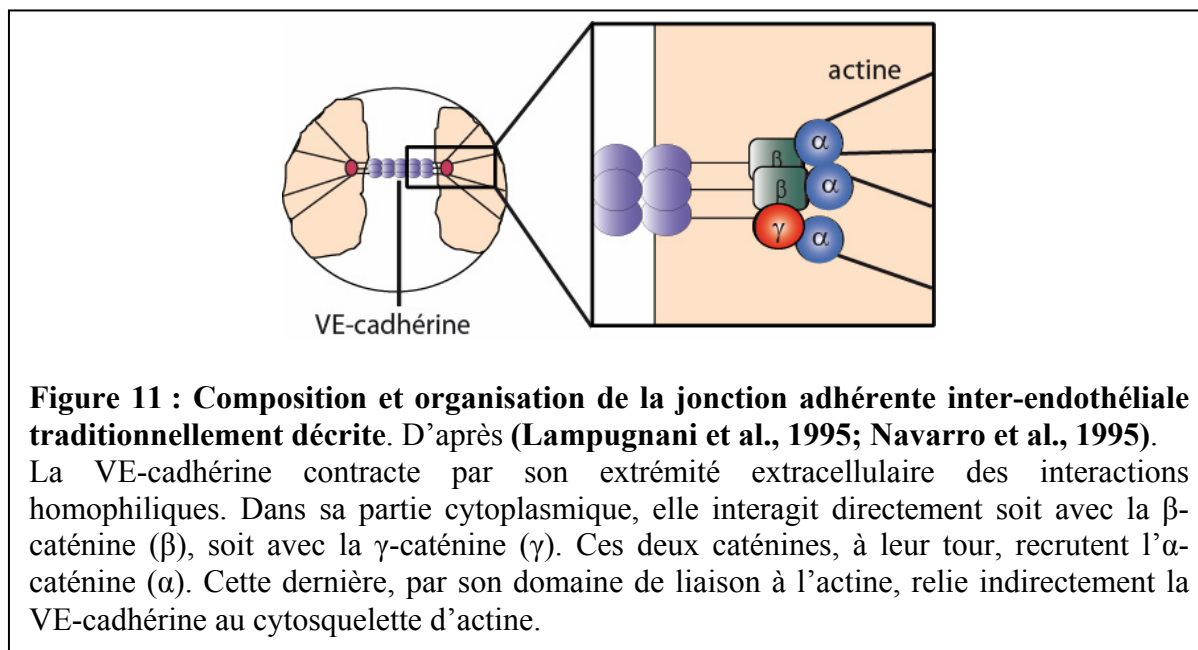 actine
α
β
α
β
γ
α
VE-cadhérine
Figure 11 : Composition et organisation de la jonction adhérente inter-endothéliale
traditionnellement décrite. D’après (Lampugnani et al., 1995; Navarro et al., 1995).
La VE-cadhérine contracte par son extrémité extracellulaire des interactions
homophiliques. Dans sa partie cytoplasmique, elle interagit directement soit avec la β-
caténine (β), soit avec la γ-caténine (γ). Ces deux caténines, à leur tour, recrutent l’α-
caténine (α). Cette dernière, par son domaine de liaison à l’actine, relie indirectement la
VE-cadhérine au cytosquelette d’actine.